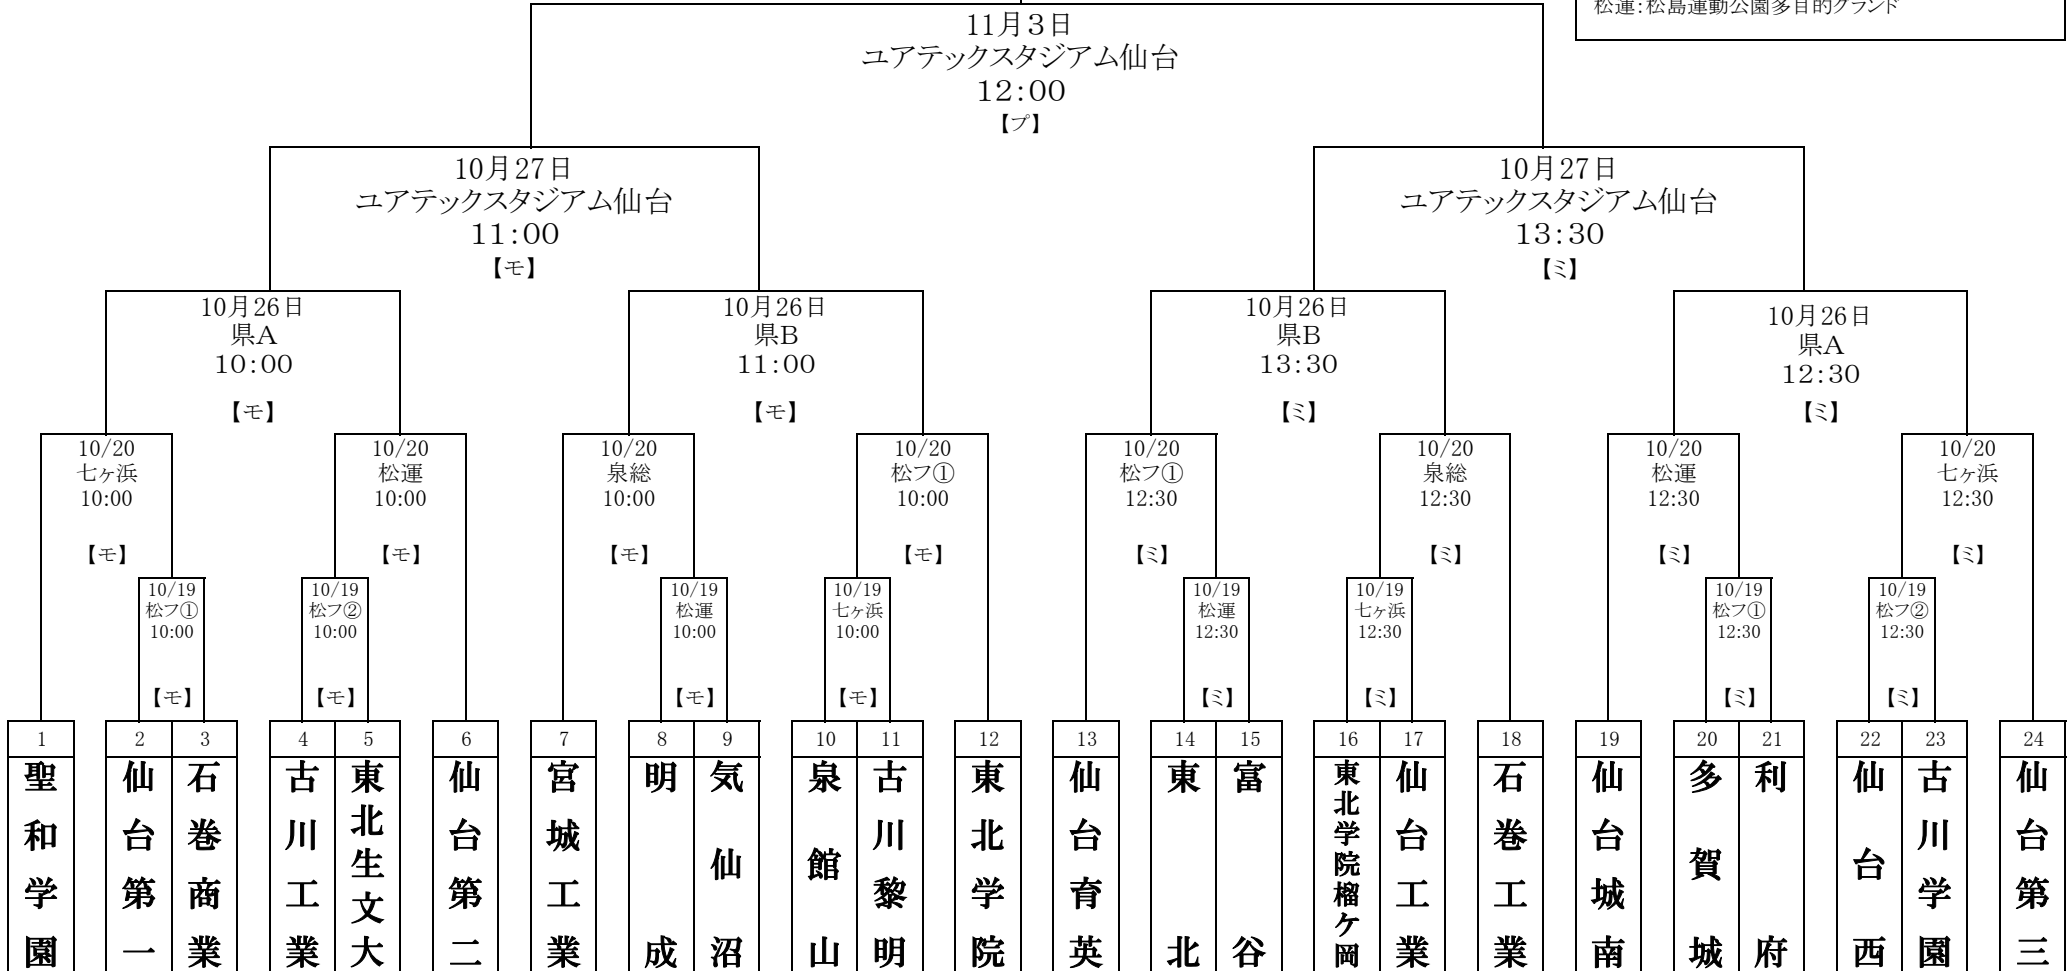 松運：松島運動公園多目的グランド
11月3日
ユアテックスタジアム仙台
12：00
【プ】
10月27日
ユアテックスタジアム仙台
11：00
【モ】
10月27日
ユアテックスタジアム仙台
13：30
【ミ】
10月26日
県A
10：00
【モ】
10月26日
県B
11：00
【モ】
10月26日
県B
13：30
【ミ】
10月26日
県A
12：30
【ミ】
10/20
七ヶ浜
10:00
【モ】
10/20
松運
10:00
【モ】
10/20
泉総
10:00
【モ】
10/20
松フ①
10:00
【モ】
10/20
松フ①
12:30
【ミ】
10/20
泉総
12:30
【ミ】
10/20
松運
12:30
【ミ】
10/20
七ヶ浜
12:30
【ミ】
10/19
松フ①
10:00
【モ】
10/19
松フ②
10:00
【モ】
10/19
松運
10:00
【モ】
10/19
七ヶ浜
10:00
【モ】
10/19
松運
12:30
【ミ】
10/19
七ヶ浜
12:30
【ミ】
10/19
松フ①
12:30
【ミ】
10/19
松フ②
12:30
【ミ】
1
聖和学園
2
仙台第一
3
石巻商業
4
古川工業
5
東北生文大
6
仙台第二
7
宮城工業
8
明成
9
気仙沼
10
泉館山
11
古川黎明
12
東北学院
13
仙台育英
14
東北
15
富谷
16
東北学院榴ケ岡
17
仙台工業
18
石巻工業
19
仙台城南
20
多賀城
21
利府
22
仙台西
23
古川学園
24
仙台第三